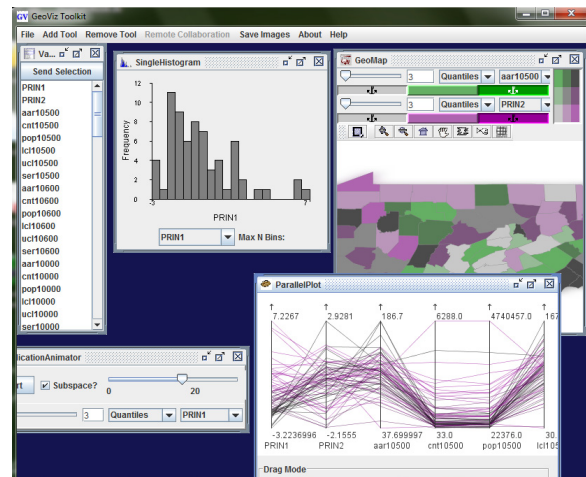 GV GeoViz Toolkit
File Add Tool Remove Tool Remote Collaboration Save Images About Help
Va...
Send Selection
PRIN1
PRIN2
aar10500
cnt10500
pop10500
lcl10500
ucl10500
ser10500
aar10600
cnt10600
pop10600
lcl10600
ucl10600
ser10600
aar10000
cnt10000
pop10000
lcl10000
ucl10000
ser10000
SingleHistogram
Frequency
12
10
8
6
4
2
0
-3
7
PRIN1
PRIN1 Max N Bins:
GeoMap
3 Quantiles aar10500
3 Quantiles PRIN2
licationAnimator
rt Subspace? 0 20
3 Quantiles PRIN1
ParallelPlot
7.2267 2.9281 186.7 6288.0 4740457.0 167
-3.2236996 -2.1555 37.699997 33.0 22376.0 30.
PRIN1 PRIN2 aar10500 cnt10500 pop10500 lcl105
Drag Mode